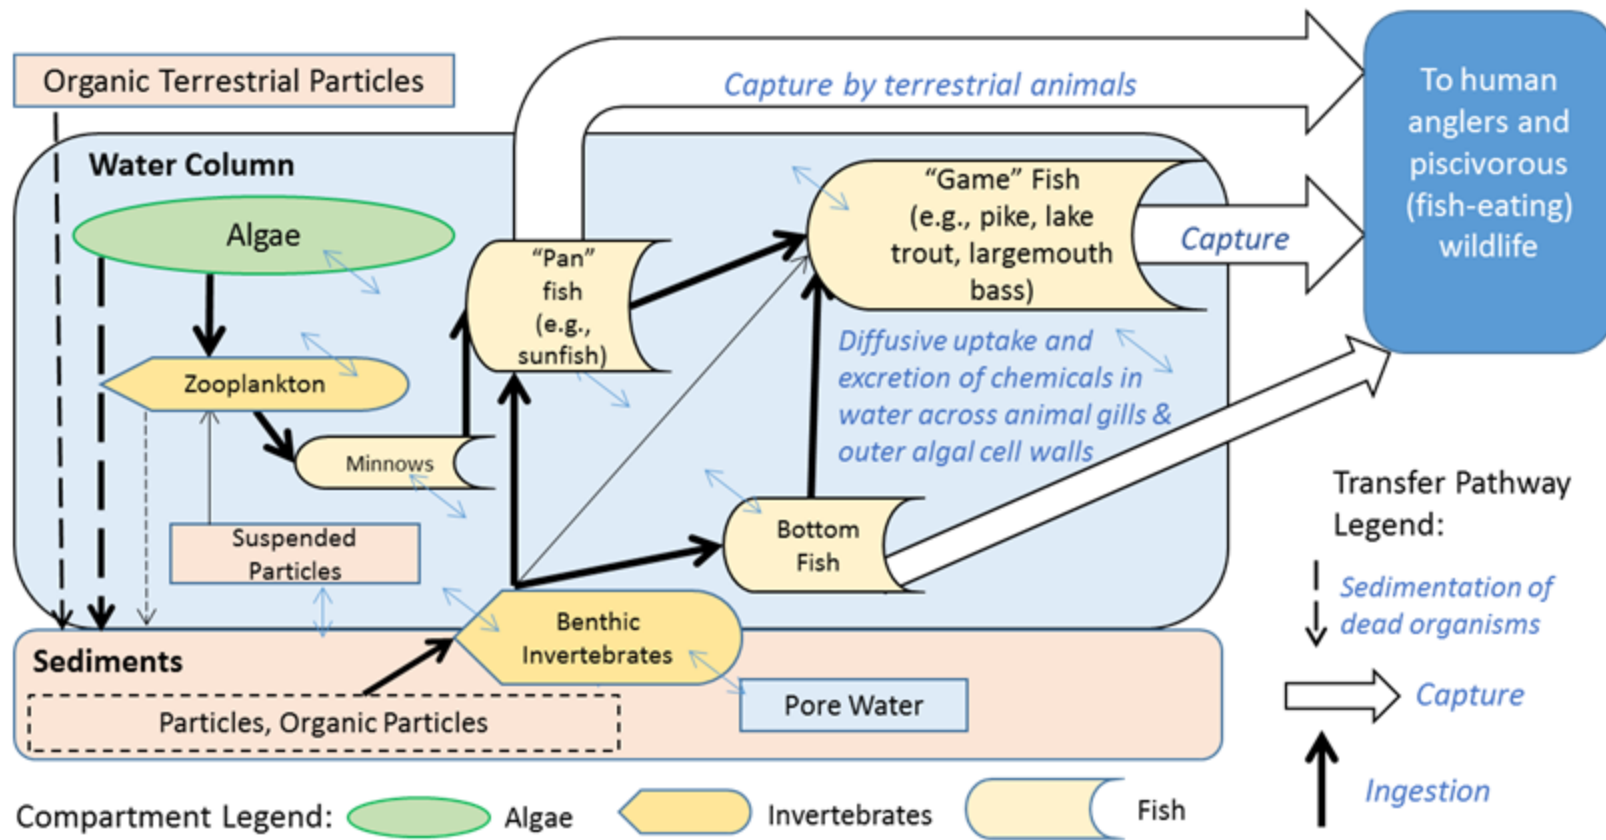 Organic Terrestrial Particles
Capture by terrestrial animals
To human
anglers and
piscivorous
(fish-eating)
wildlife
Water Column
Algae
“Pan”
fish
(e.g.,
sunfish)
“Game” Fish
(e.g., pike, lake
trout, largemouth
bass)
Capture
Zooplankton
Minnows
Diffusive uptake and
excretion of chemicals in
water across animal gills &
outer algal cell walls
Suspended
Particles
Bottom
Fish
Benthic
Invertebrates
Sediments
Particles, Organic Particles
Pore Water
Transfer Pathway
Legend:
Sedimentation of
dead organisms
Capture
Ingestion
Compartment Legend:
Algae
Invertebrates
Fish